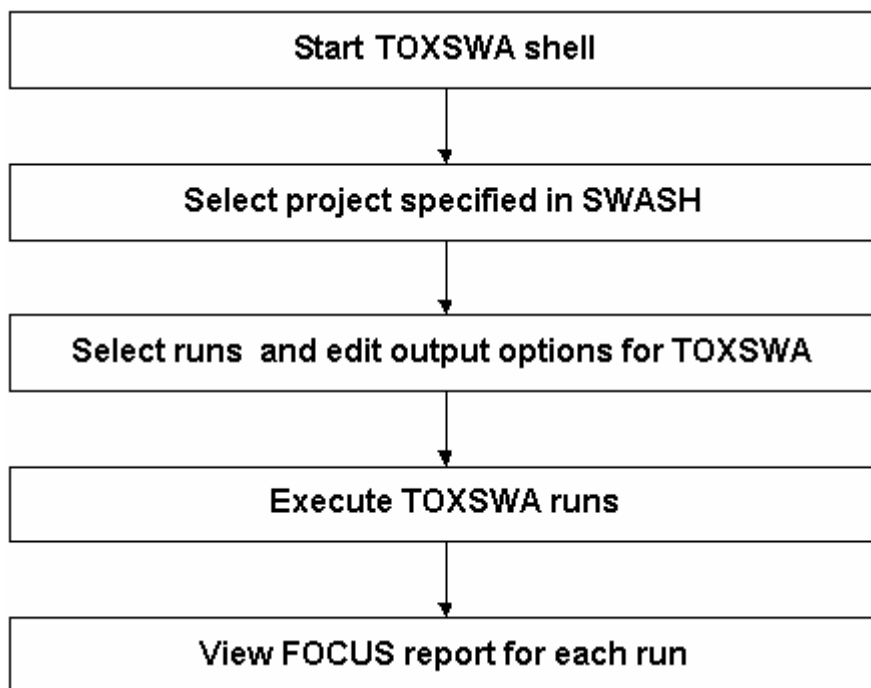 Start TOXSWA shell
Select project specified in SWASH
Select runs and edit output options for TOXSWA
Execute TOXSWA runs
View FOCUS report for each run